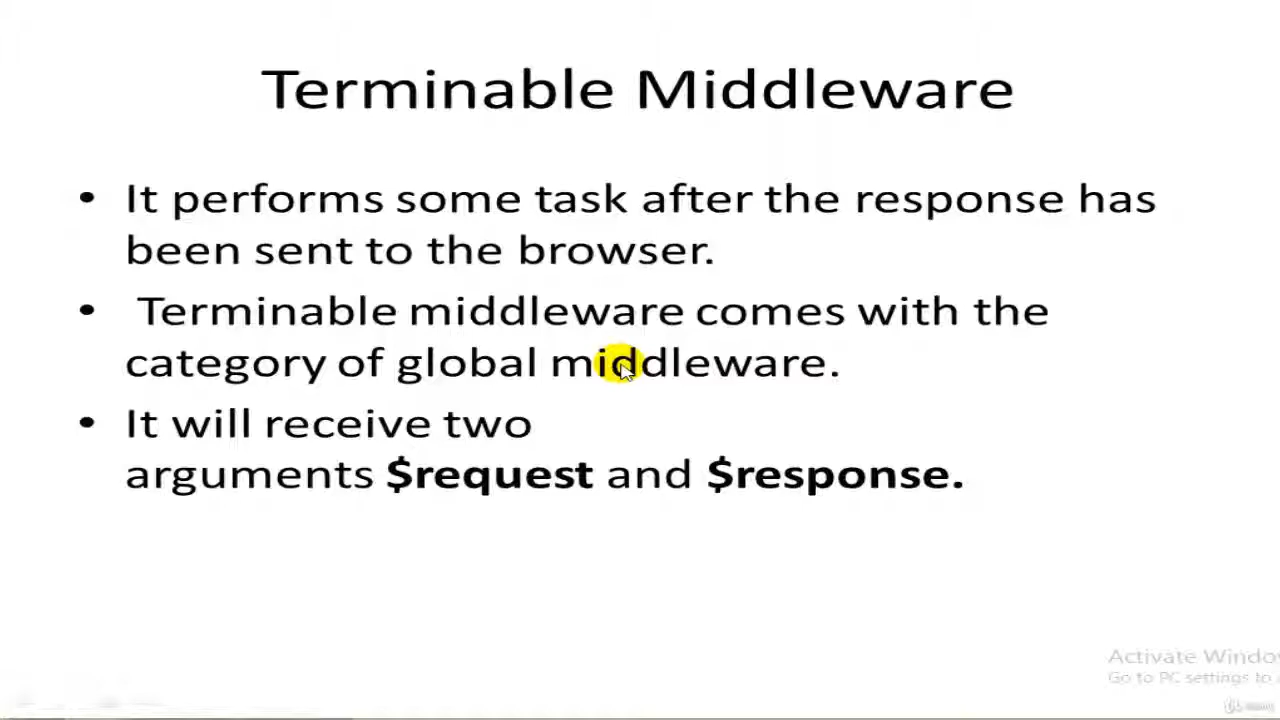 Terminable Middleware
• It performs some task after the response has
been sent to the browser.
• Terminable middleware comes with the
category of global middleware.
• It will receive two
arguments $request and $response.
Activate Windo
Go to PC settings to